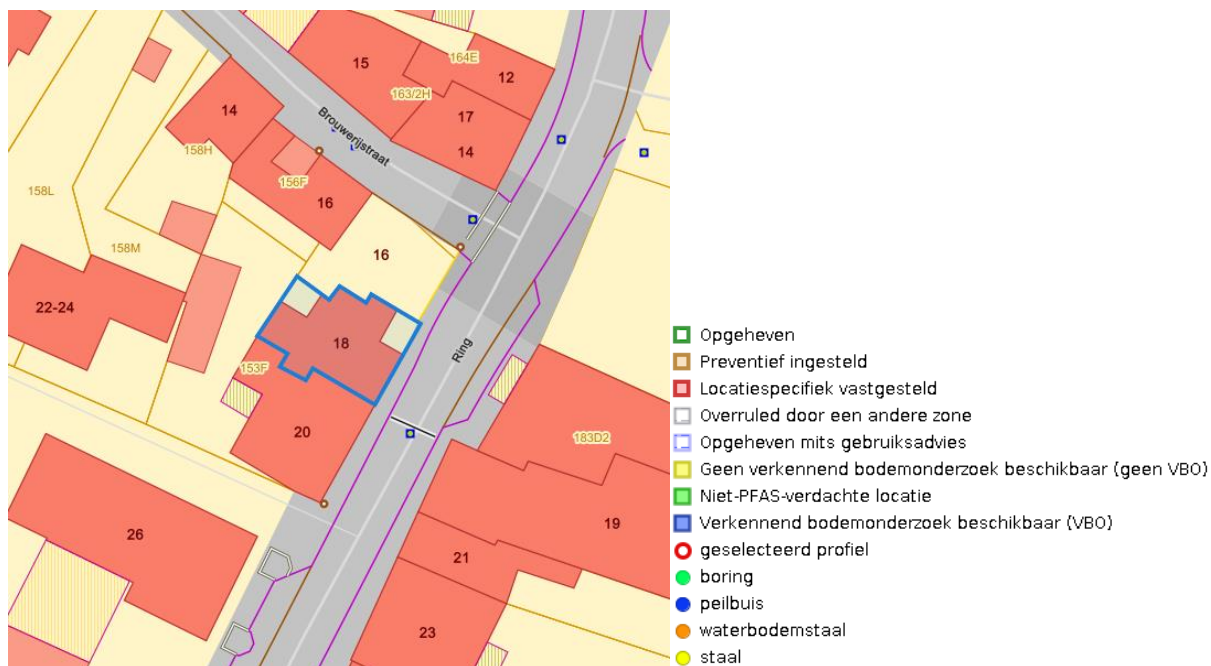 15
164E
12
163/2H
17
14
14
Brouwerijstraat
158H
156F
16
158L
158M
16
22-24
18
Ring
153F
20
183D2
26
19
21
23
Opgeheven
Preventief ingesteld
Locatiespecifiek vastgesteld
Overruled door een andere zone
Opgeheven mits gebruiksadvies
Geen verkennend bodemonderzoek beschikbaar (geen VBO)
Niet-PFAS-verdachte locatie
Verkennend bodemonderzoek beschikbaar (VBO)
geselecteerd profiel
boring
peilbuis
waterbodemstaal
staal